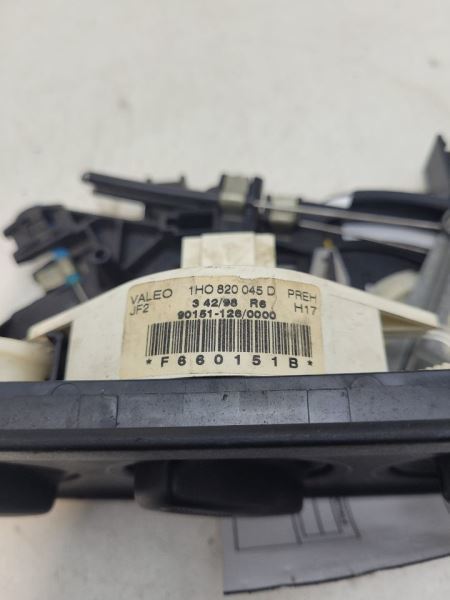 VALEO 1H0 820 045 D PREH
JF2 3 42/98 R6 H17
90151-126/0000
*F660151B*